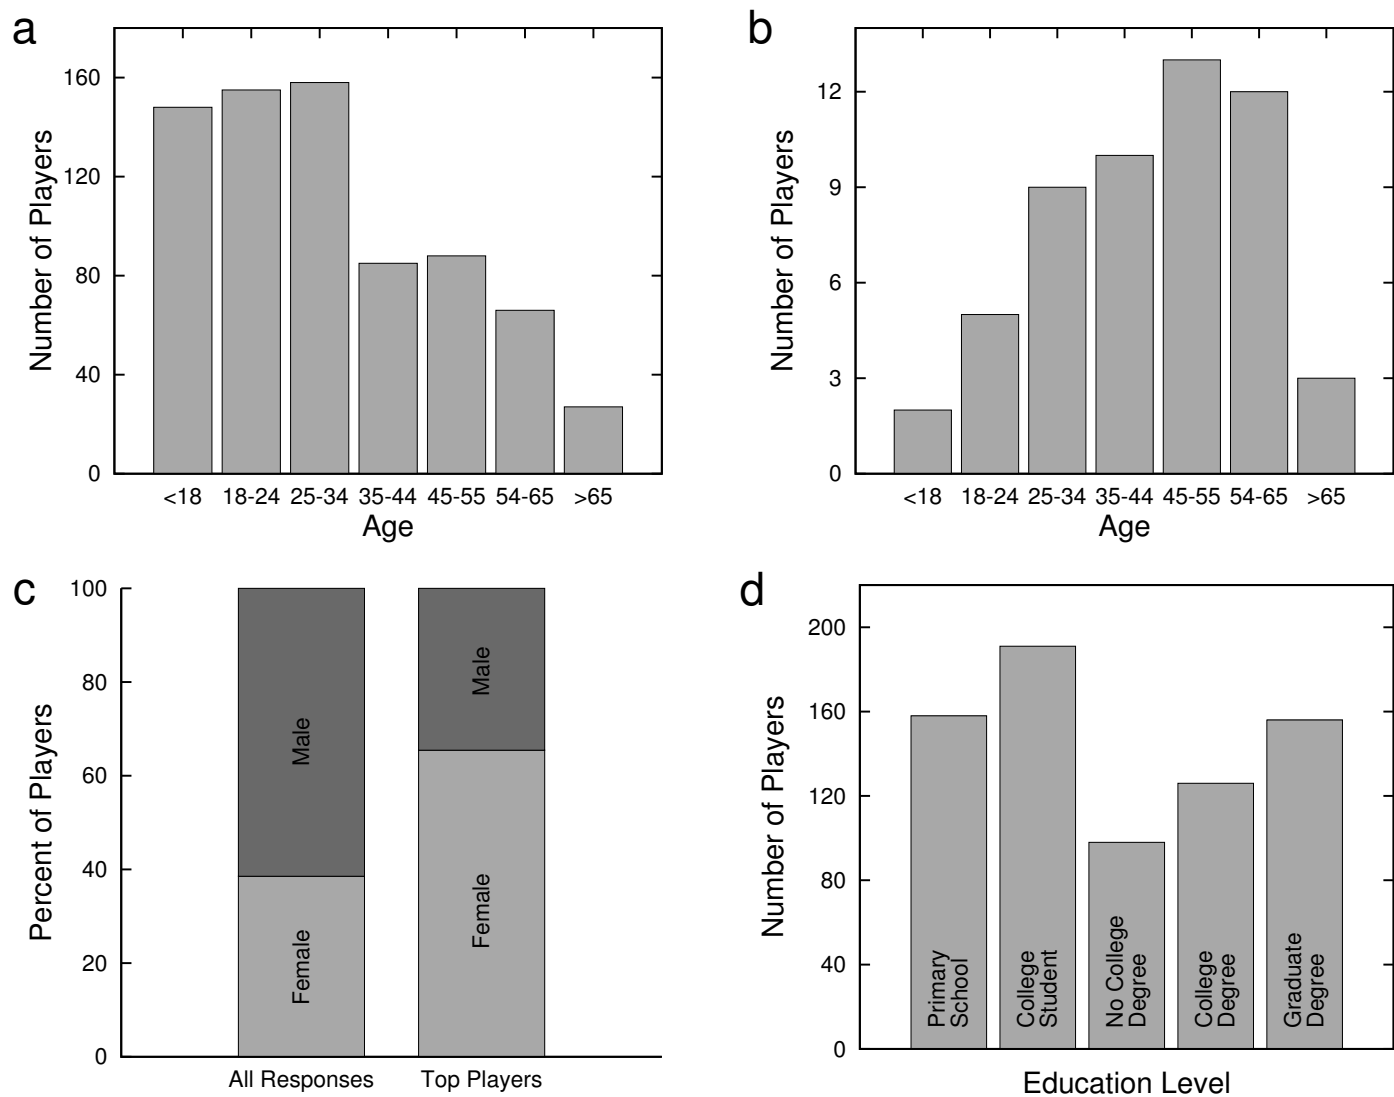 a
Number of Players
160
120
80
40
0
<18 18-24 25-34 35-44 45-55 54-65 >65
Age
b
Number of Players
12
9
6
3
0
<18 18-24 25-34 35-44 45-55 54-65 >65
Age
c
Percent of Players
100
80
60
40
20
0
Male
Female
Male
Female
All Responses Top Players
d
Number of Players
200
160
120
80
40
0
Primary
School
College
Student
No College
Degree
College
Degree
Graduate
Degree
Education Level